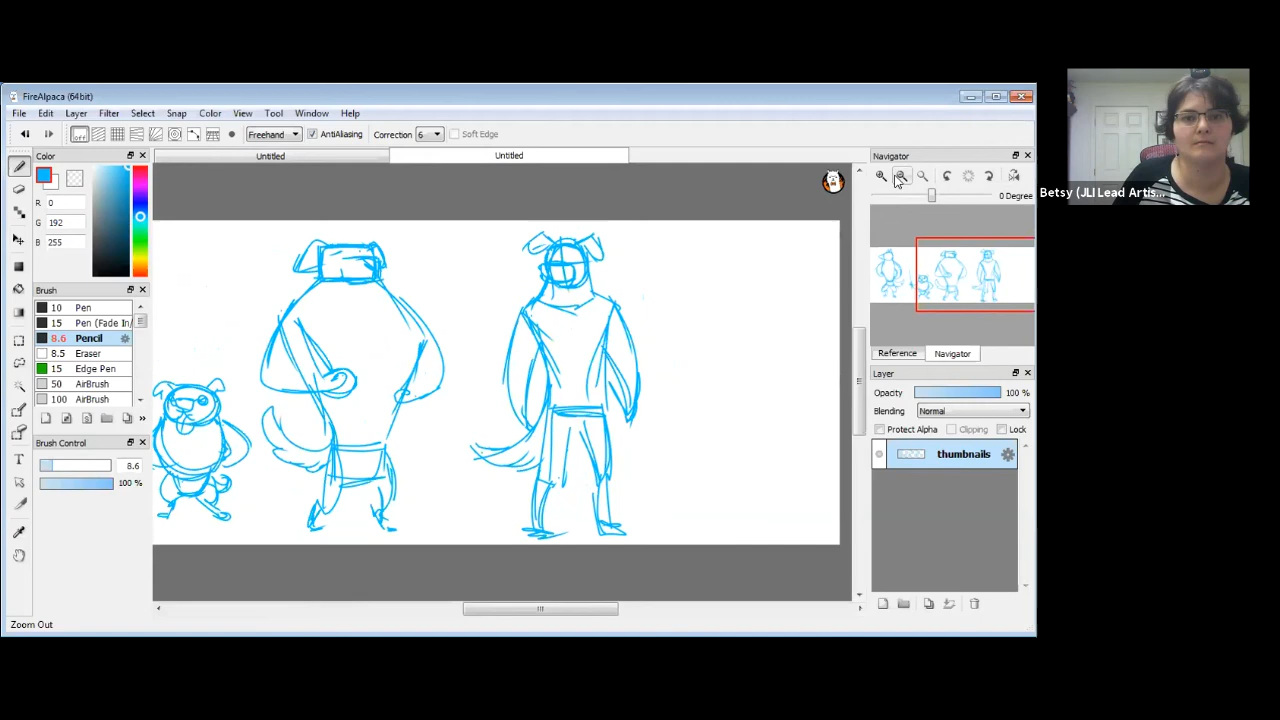 FireAlpaca (64bit)
File Edit Layer Filter Select Snap Color View Tool Window Help
off Freehand AntiAliasing Correction 6 Soft Edge
Color
Untitled
Untitled
Navigator
R 0
G 192
B 255
0 Degree
Betsy (JLI Lead Artis...
Brush
10 Pen
15 Pen (Fade In/
8.6 Pencil
8.5 Eraser
15 Edge Pen
50 AirBrush
100 AirBrush
Reference Navigator
Layer
Opacity 100 %
Blending Normal
Protect Alpha Clipping Lock
Brush Control
thumbnails
8.6
100 %
T
Zoom Out